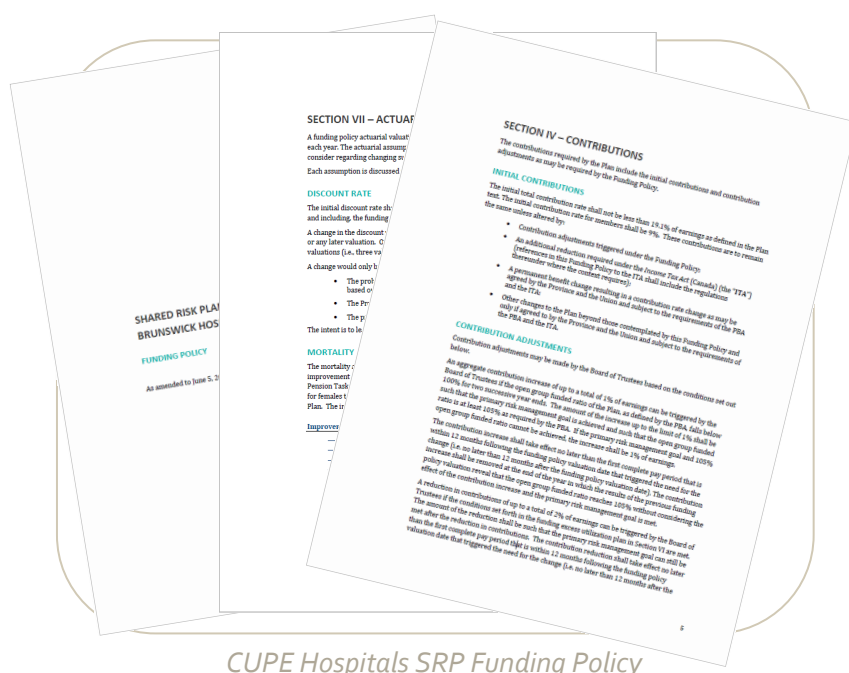 SHARED RISK PLA
BRUNSWICK HOS
FUNDING POLICY
As amended to June 5, 2
SECTION VII – ACTUAR
A funding policy actuarial valuat
each year. The actuarial assump
consider regarding changing s
Each assumption is discussed
DISCOUNT RATE
The initial discount rate sh
and including, the funding
A change in the discount
or any later valuation. C
valuations (i.e., three va
A change would only b
• The prob
based ov
• The Pr
• The p
The intent is to le
MORTALITY
The mortality
improvement
Pension Task
for females t
Plan. The i
Improve
SECTION IV – CONTRIBUTIONS
The contributions required by the Plan include the initial contributions and contribution
adjustments as may be required by the Funding Policy.
INITIAL CONTRIBUTIONS
The initial total contribution rate shall not be less than 19.1% of earnings as defined in the Plan
text. The initial contribution rate for members shall be 9%. These contributions are to remain
the same unless altered by:
• Contribution adjustments triggered under the Funding Policy;
• An additional reduction required under the Income Tax Act (Canada) (the "ITA")
(references in this Funding Policy to the ITA shall include the regulations
thereunder where the context requires);
• A permanent benefit change resulting in a contribution rate change as may be
agreed by the Province and the Union and subject to the requirements of the PBA
and the ITA;
• Other changes to the Plan beyond those contemplated by this Funding Policy and
only if agreed to by the Province and the Union and subject to the requirements of
the PBA and the ITA.
CONTRIBUTION ADJUSTMENTS
Contribution adjustments may be made by the Board of Trustees based on the conditions set out
below.
An aggregate contribution increase of up to a total of 1% of earnings can be triggered by the
Board of Trustees if the open group funded ratio of the Plan, as defined by the PBA, falls below
100% for two successive year ends. The amount of the increase up to the limit of 1% shall be
such that the primary risk management goal is achieved and such that the open group funded
ratio is at least 105% as required by the PBA. If the primary risk management goal and 105%
open group funded ratio cannot be achieved, the increase shall be 1% of earnings.
The contribution increase shall take effect no later than the first complete pay period that is
within 12 months following the funding policy valuation date that triggered the need for the
change (i.e. no later than 12 months after the funding policy valuation date). The contribution
increase shall be removed at the end of the year in which the results of the previous funding
policy valuation reveal that the open group funded ratio reaches 105% without considering the
effect of the contribution increase and the primary risk management goal is met.
A reduction in contributions of up to a total of 2% of earnings can be triggered by the Board of
Trustees if the conditions set forth in the funding excess utilization plan in Section VI are met.
The amount of the reduction shall be such that the primary risk management goal can still be
met after the reduction in contributions. The contribution reduction shall take effect no later
than the first complete pay period that is within 12 months following the funding policy
valuation date that triggered the need for the change (i.e. no later than 12 months after the
CUPE Hospitals SRP Funding Policy